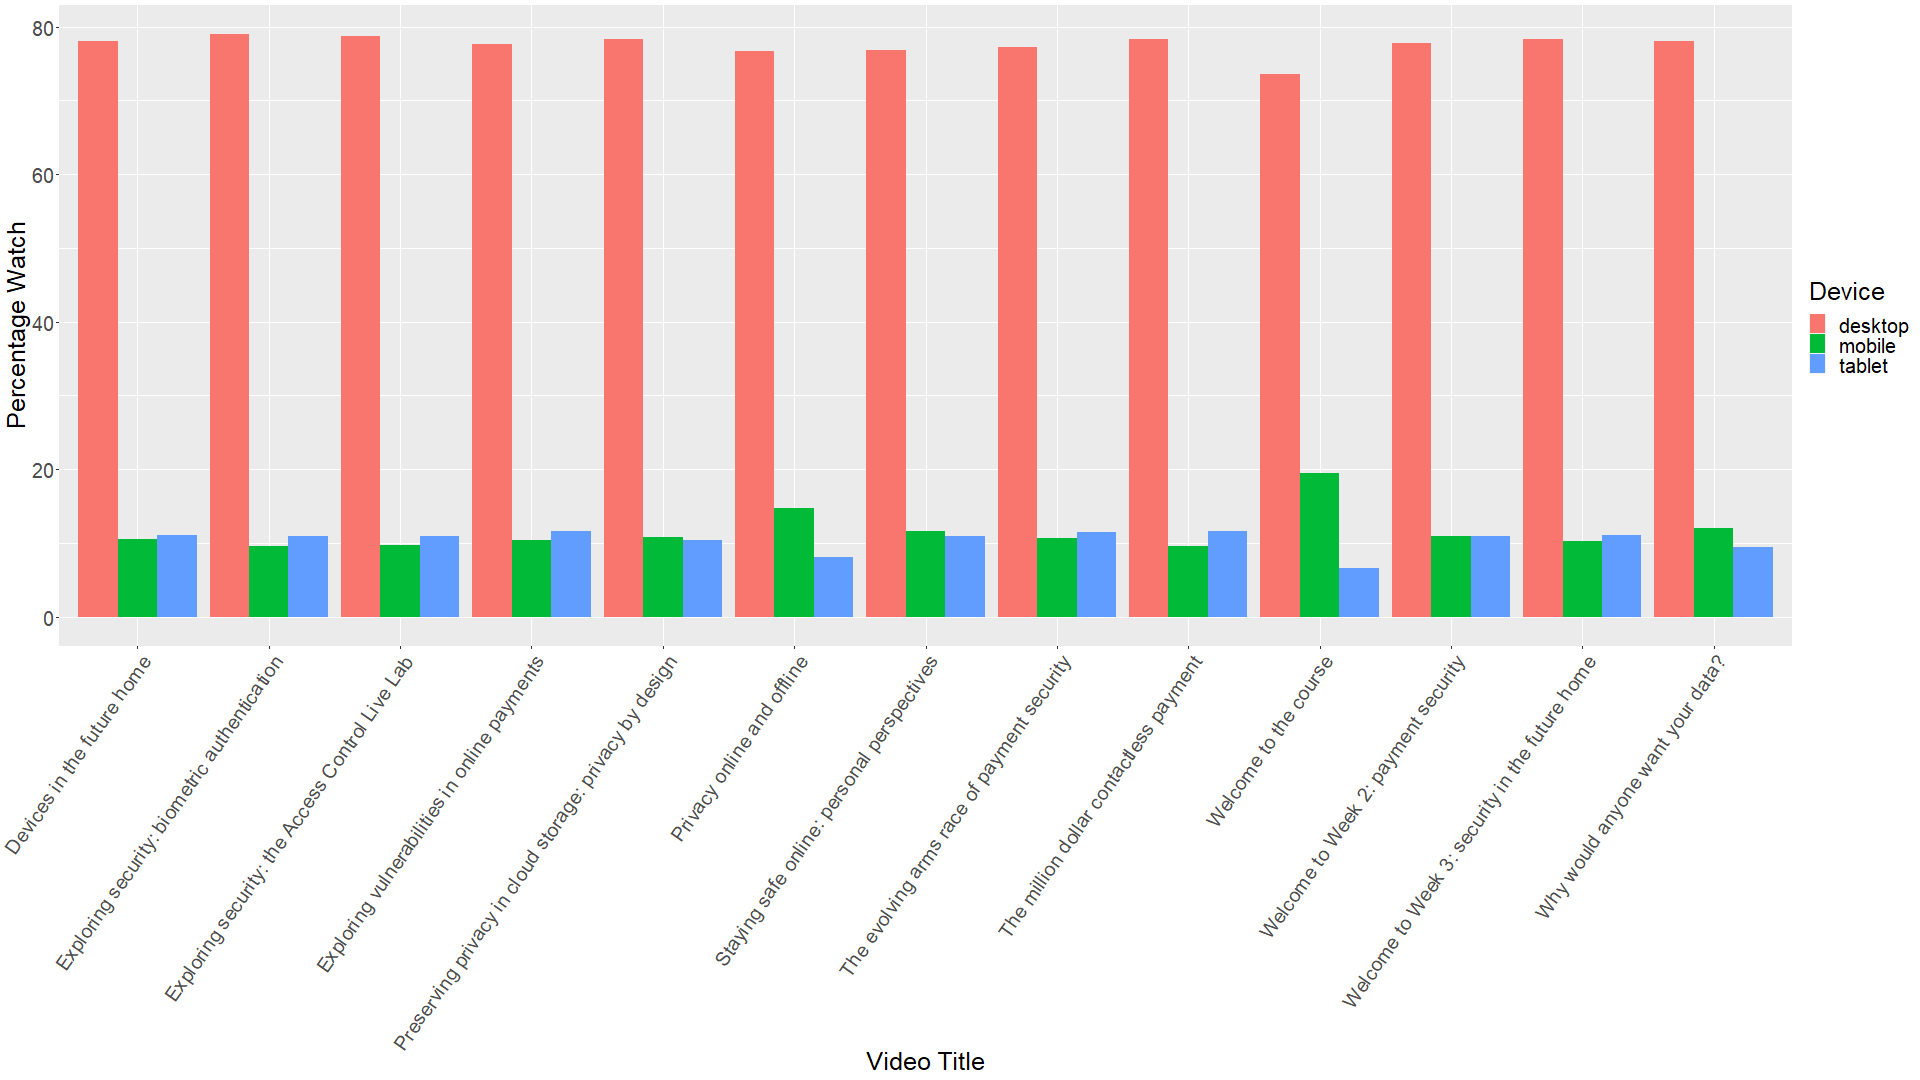 80
60
40
20
0
Percentage Watch
Devices in the future home
Exploring security: biometric authentication
Exploring security: the Access Control Live Lab
Exploring vulnerabilities in online payments
Preserving privacy in cloud storage: privacy by design
Privacy online and offline
Staying safe online: personal perspectives
The evolving arms race of payment security
The million dollar contactless payment
Welcome to the course
Welcome to Week 2: payment security
Welcome to Week 3: security in the future home
Why would anyone want your data?
Video Title
Device
desktop
mobile
tablet